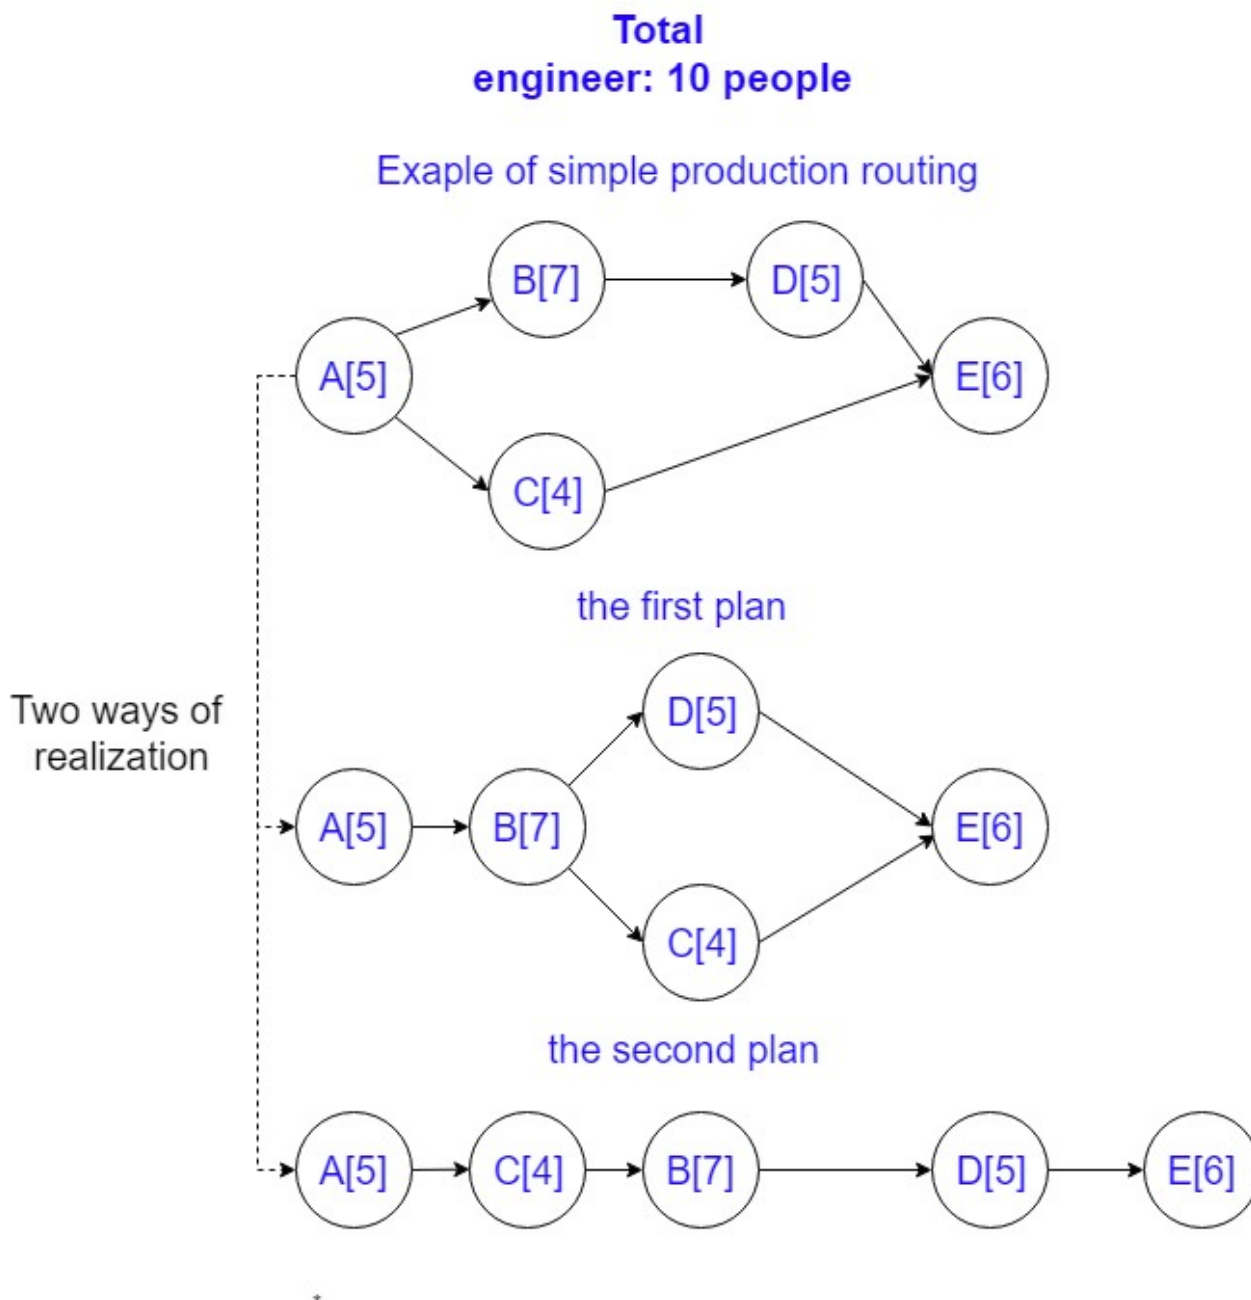 Total
engineer: 10 people
Exaple of simple production routing
B[7]
D[5]
A[5]
E[6]
C[4]
the first plan
D[5]
Two ways of
realization
A[5]
B[7]
E[6]
C[4]
the second plan
A[5]
C[4]
B[7]
D[5]
E[6]
*